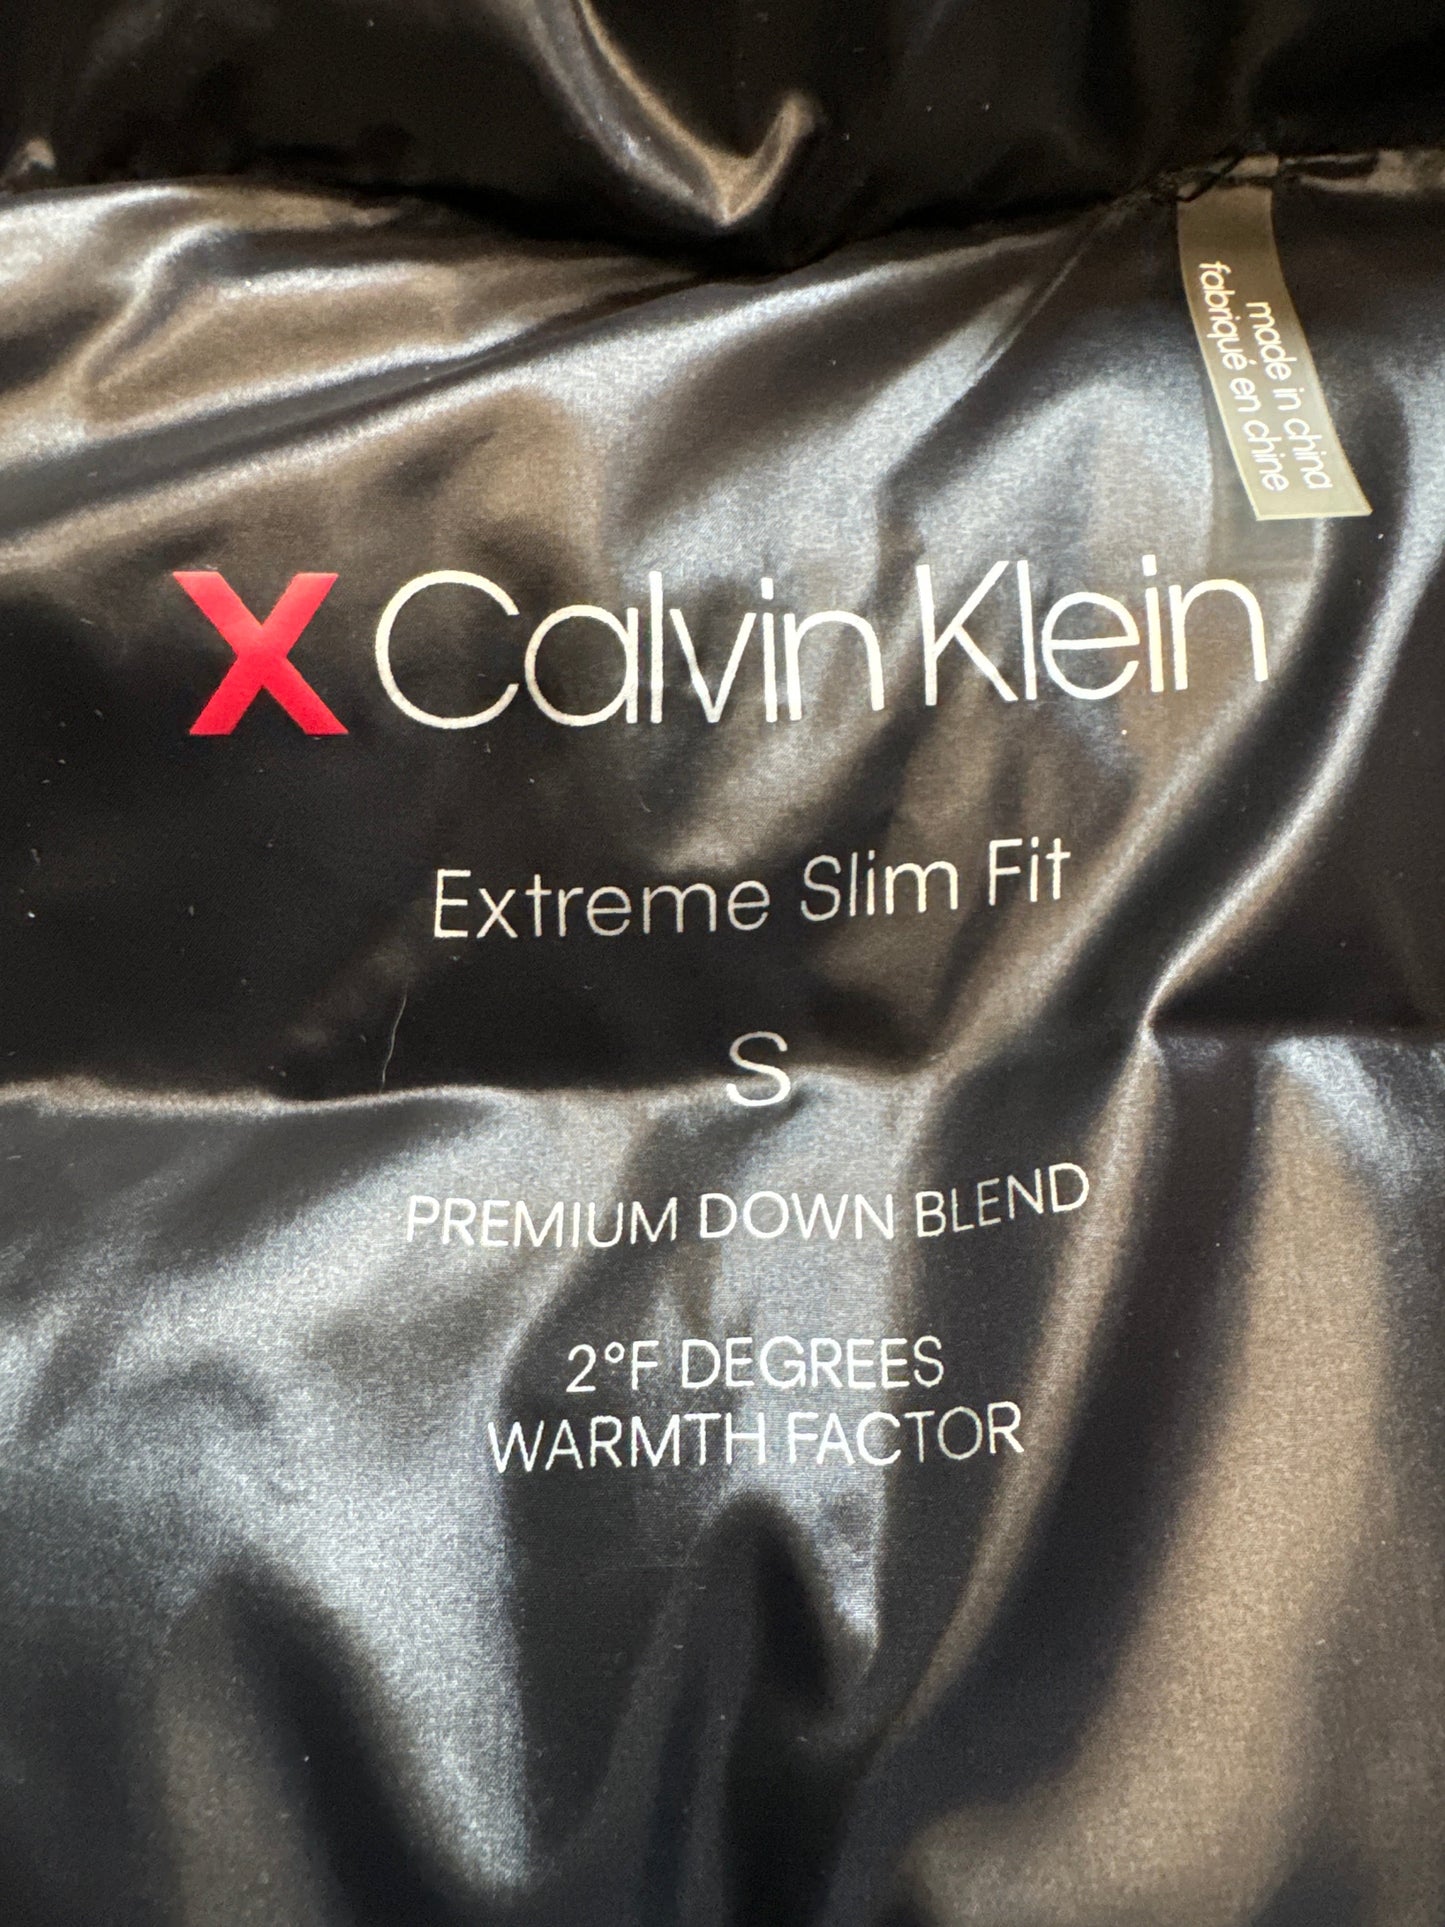 made in china
fabriqué en chine
X Calvin Klein
Extreme Slim Fit
S
PREMIUM DOWN BLEND
2°F DEGREES
WARMTH FACTOR